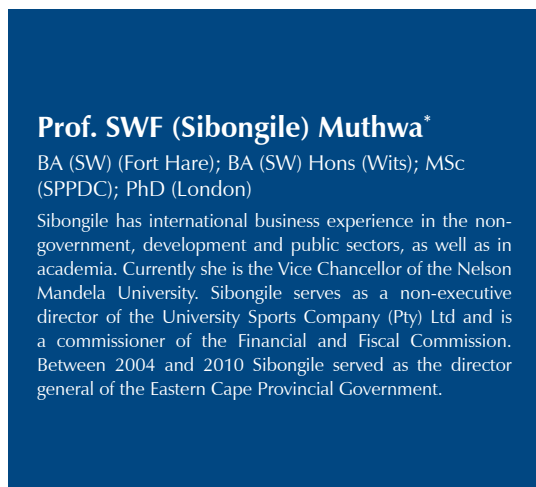 Prof. SWF (Sibongile) Muthwa*
BA (SW) (Fort Hare); BA (SW) Hons (Wits); MSc
(SPPDC); PhD (London)
Sibongile has international business experience in the non-
government, development and public sectors, as well as in
academia. Currently she is the Vice Chancellor of the Nelson
Mandela University. Sibongile serves as a non-executive
director of the University Sports Company (Pty) Ltd and is
a commissioner of the Financial and Fiscal Commission.
Between 2004 and 2010 Sibongile served as the director
general of the Eastern Cape Provincial Government.